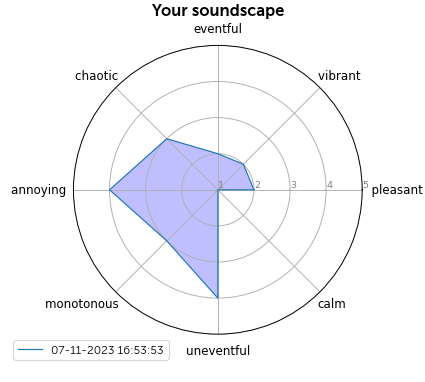 Your soundscape
eventful
chaotic
vibrant
annoying
1 2 3 4 5
pleasant
monotonous
calm
07-11-2023 16:53:53
uneventful